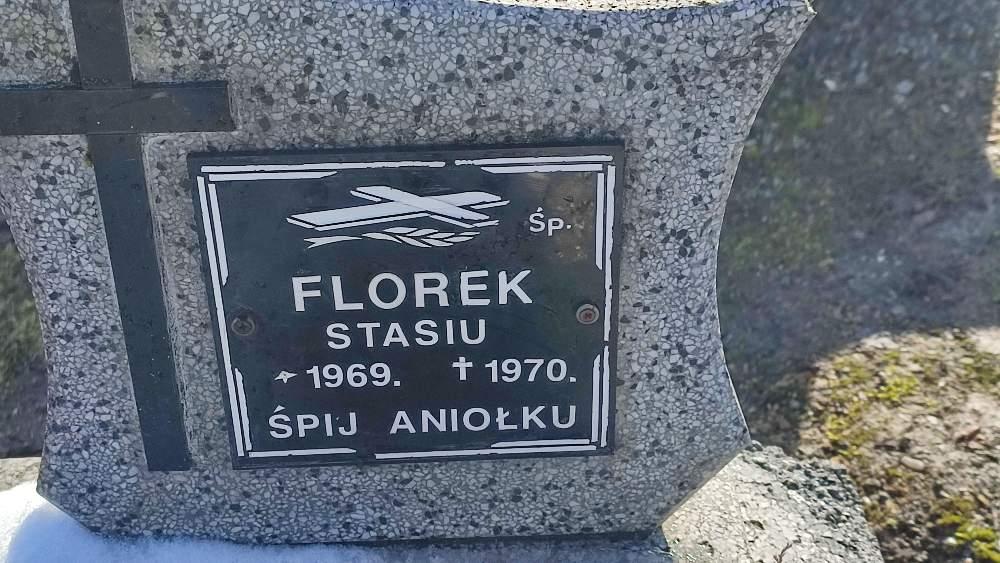 Śp.
FLOREK
STASIU
1969. 1970.
ŚPIJ ANIOŁKU